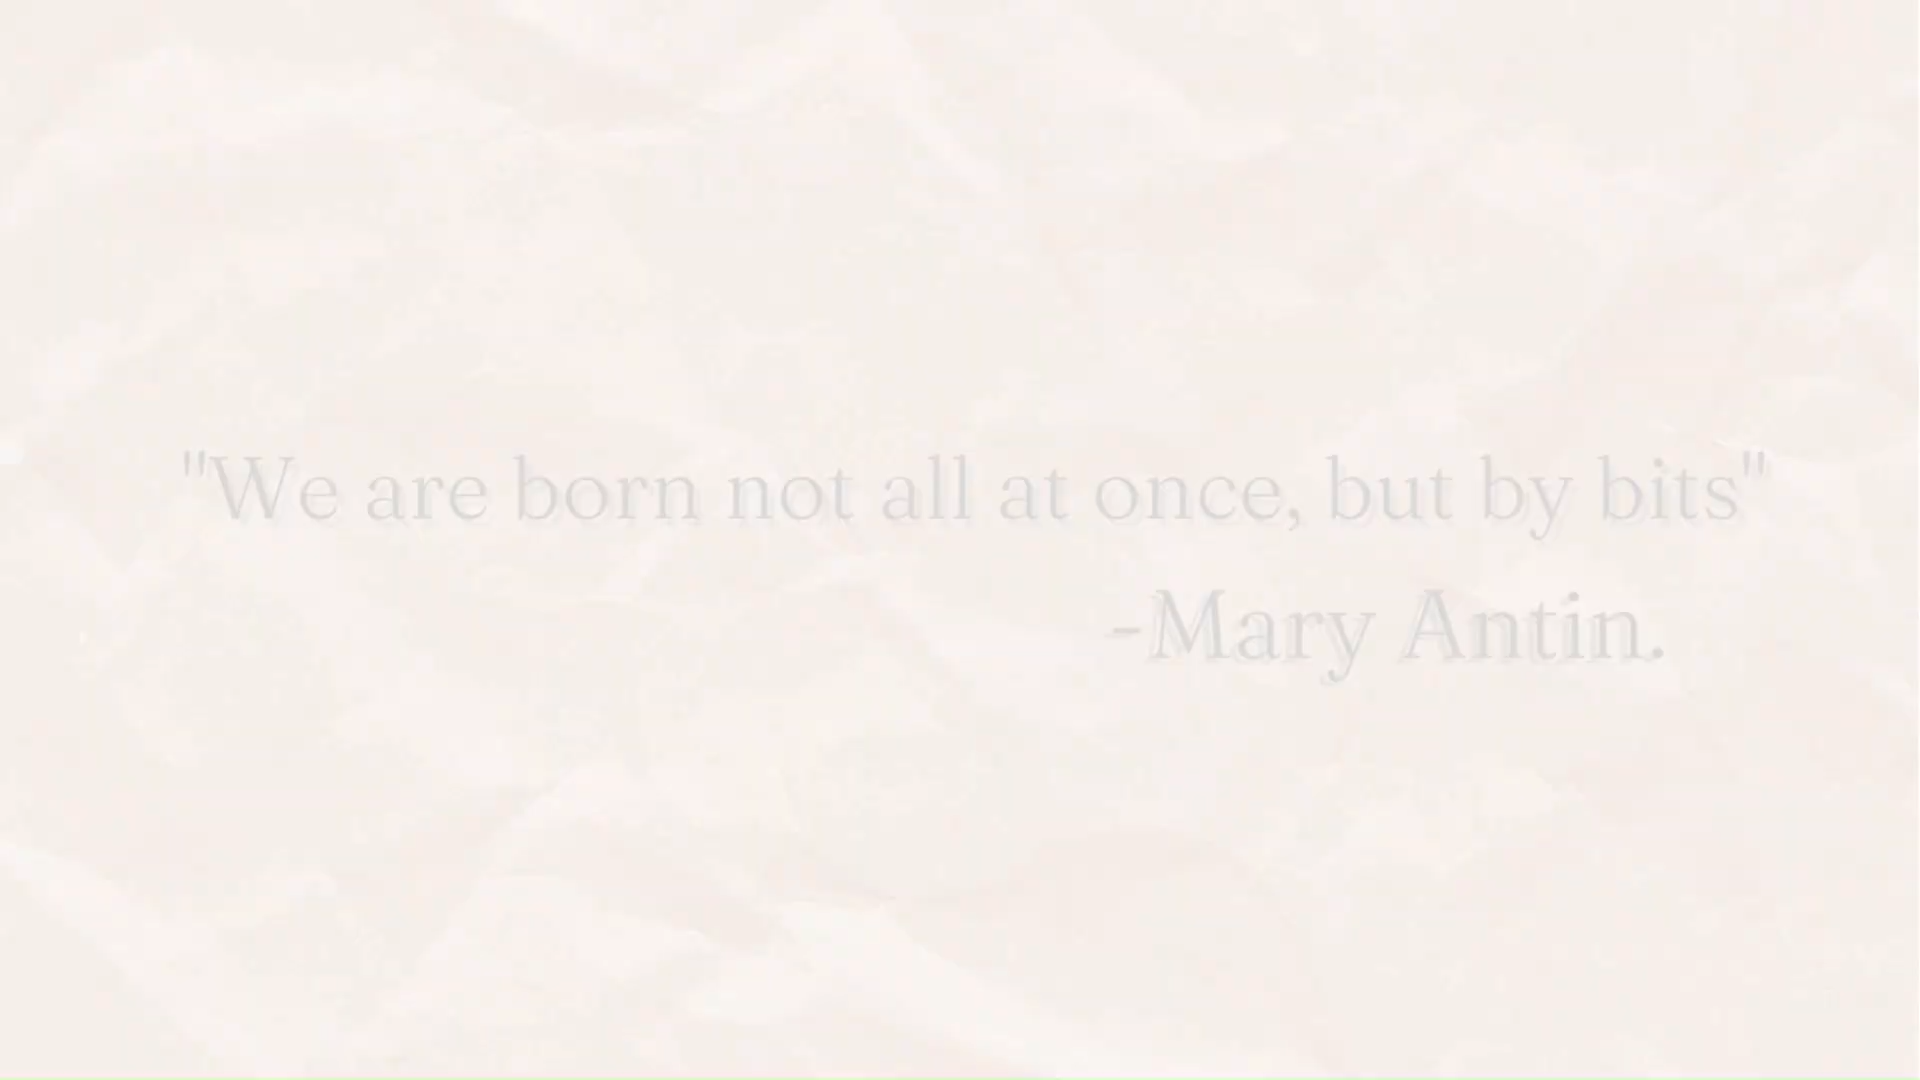 "We are born not all at once, but by bits"
-Mary Antin.